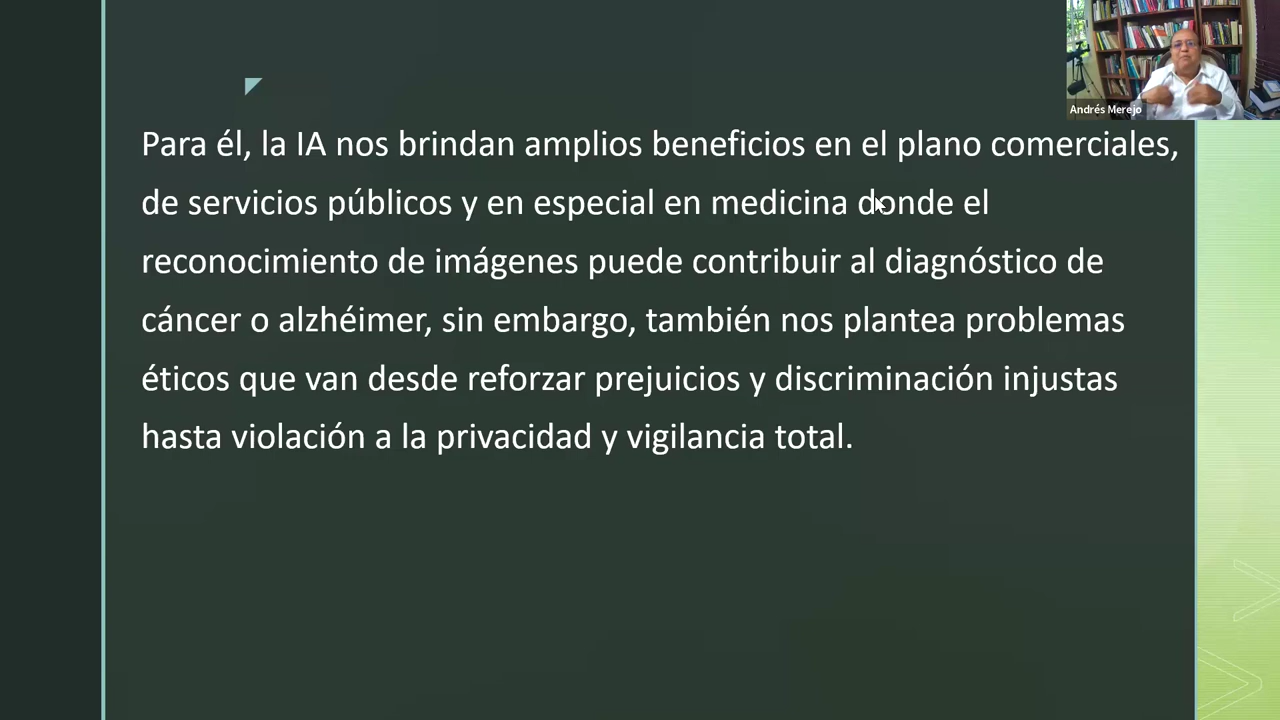 Andrés Merejo
Para él, la IA nos brindan amplios beneficios en el plano comerciales,
de servicios públicos y en especial en medicina donde el
reconocimiento de imágenes puede contribuir al diagnóstico de
cáncer o alzhéimer, sin embargo, también nos plantea problemas
éticos que van desde reforzar prejuicios y discriminación injustas
hasta violación a la privacidad y vigilancia total.